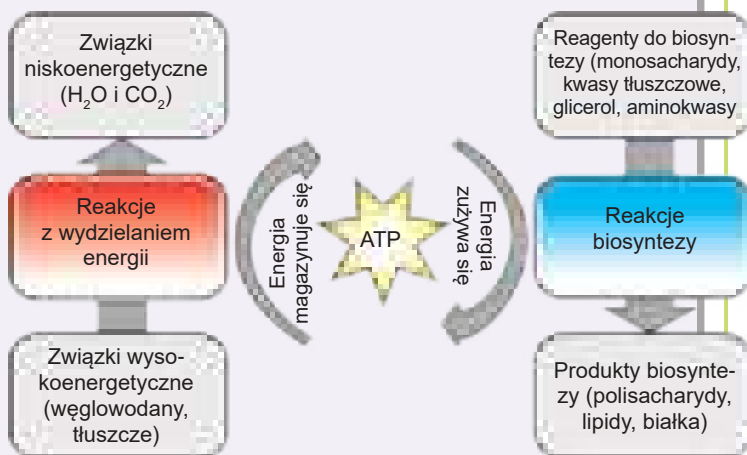 Związki
niskoenergetyczne
(H₂O i CO₂)
Reakcje
z wydzielaniem
energii
Związki wyso-
koenergetyczne
(węglowodany,
tłuszcze)
Energia
magazynuje się
ATP
Energia
zużywa się
Reagenty do biosyn-
tezy (monosacharydy,
kwasy tłuszczowe,
glicerol, aminokwasy
Reakcje
biosyntezy
Produkty biosynte-
zy (polisacharydy,
lipidy, białka)